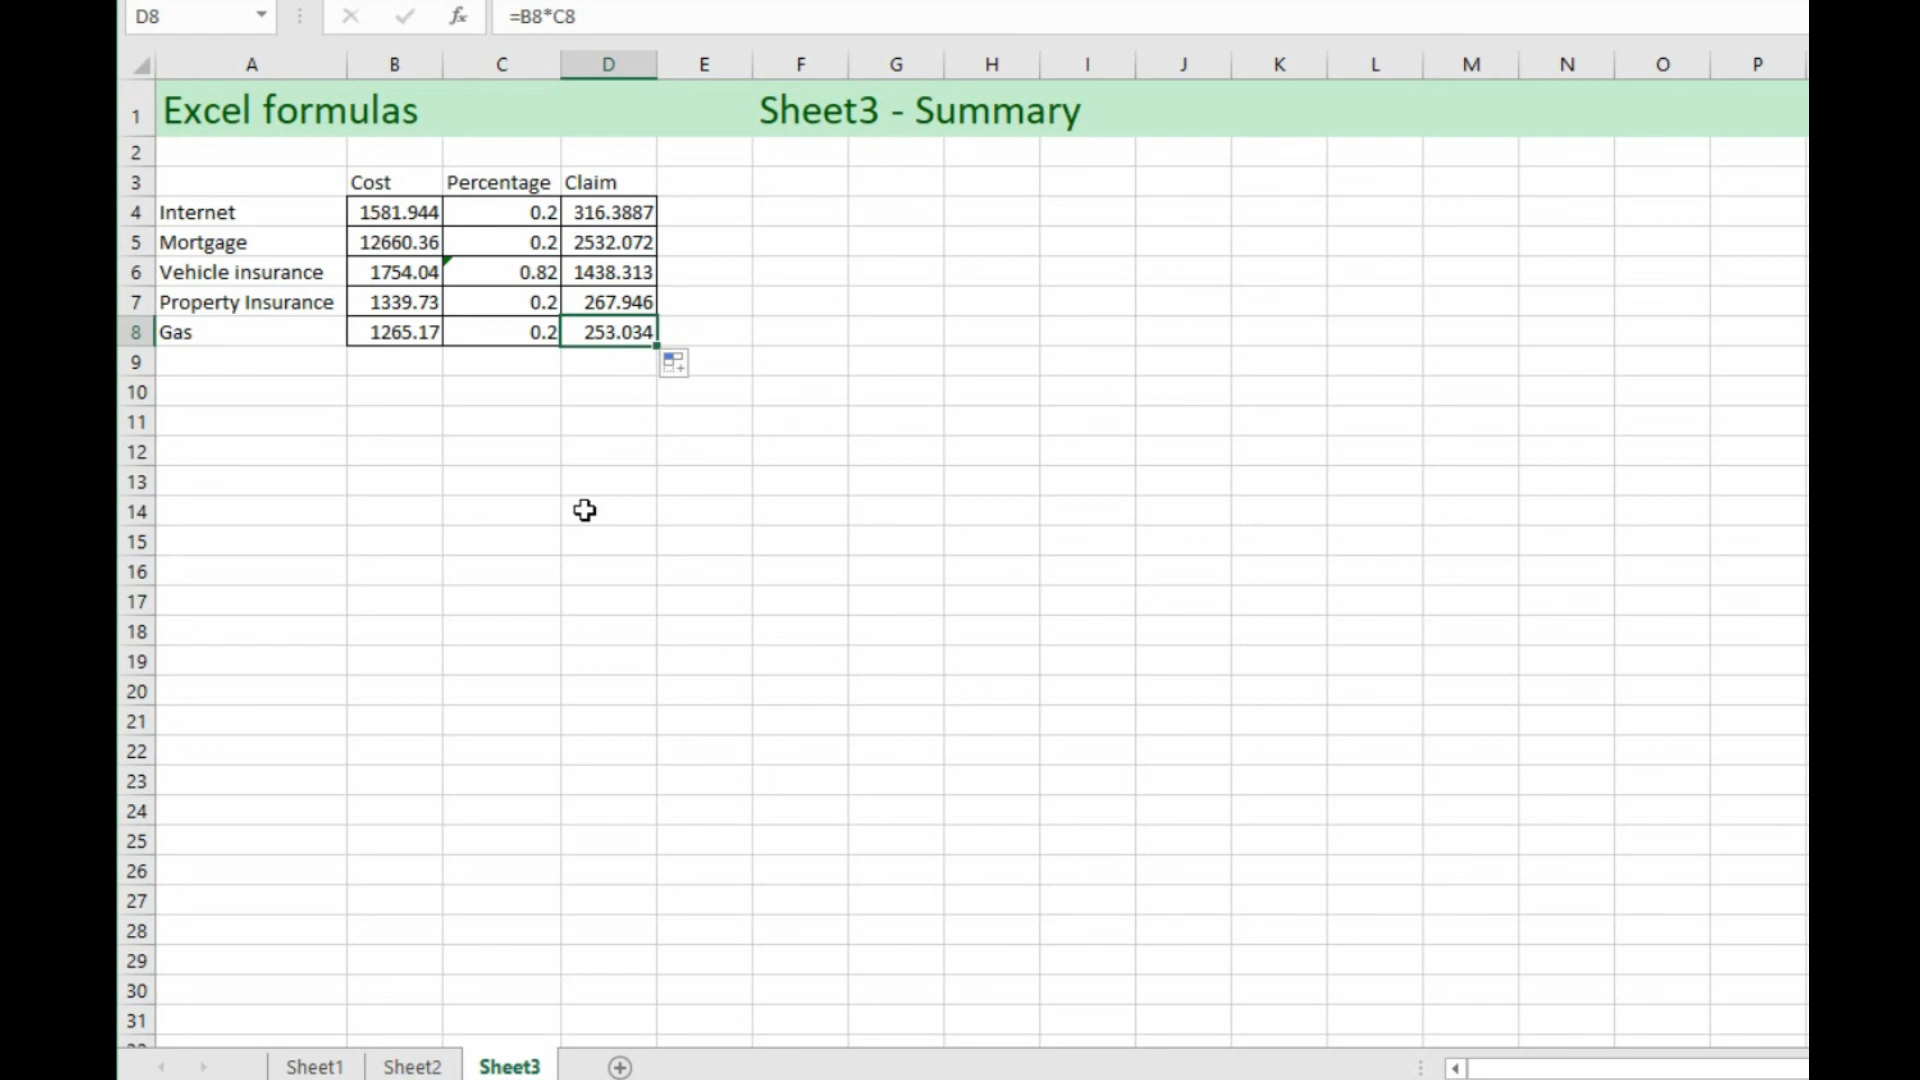 D8 fx =B8*C8
A B C D E F G H I J K L M N O P
1 Excel formulas Sheet3 - Summary
2
3 Cost Percentage Claim
4 Internet 1581.944 0.2 316.3887
5 Mortgage 12660.36 0.2 2532.072
6 Vehicle insurance 1754.04 0.82 1438.313
7 Property Insurance 1339.73 0.2 267.946
8 Gas 1265.17 0.2 253.034
9
10
11
12
13
14
15
16
17
18
19
20
21
22
23
24
25
26
27
28
29
30
31
Sheet1 Sheet2 Sheet3